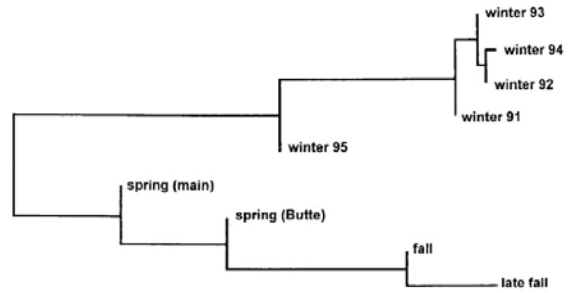 winter 93
winter 94
winter 92
winter 91
winter 95
spring (main)
spring (Butte)
fall
late fall